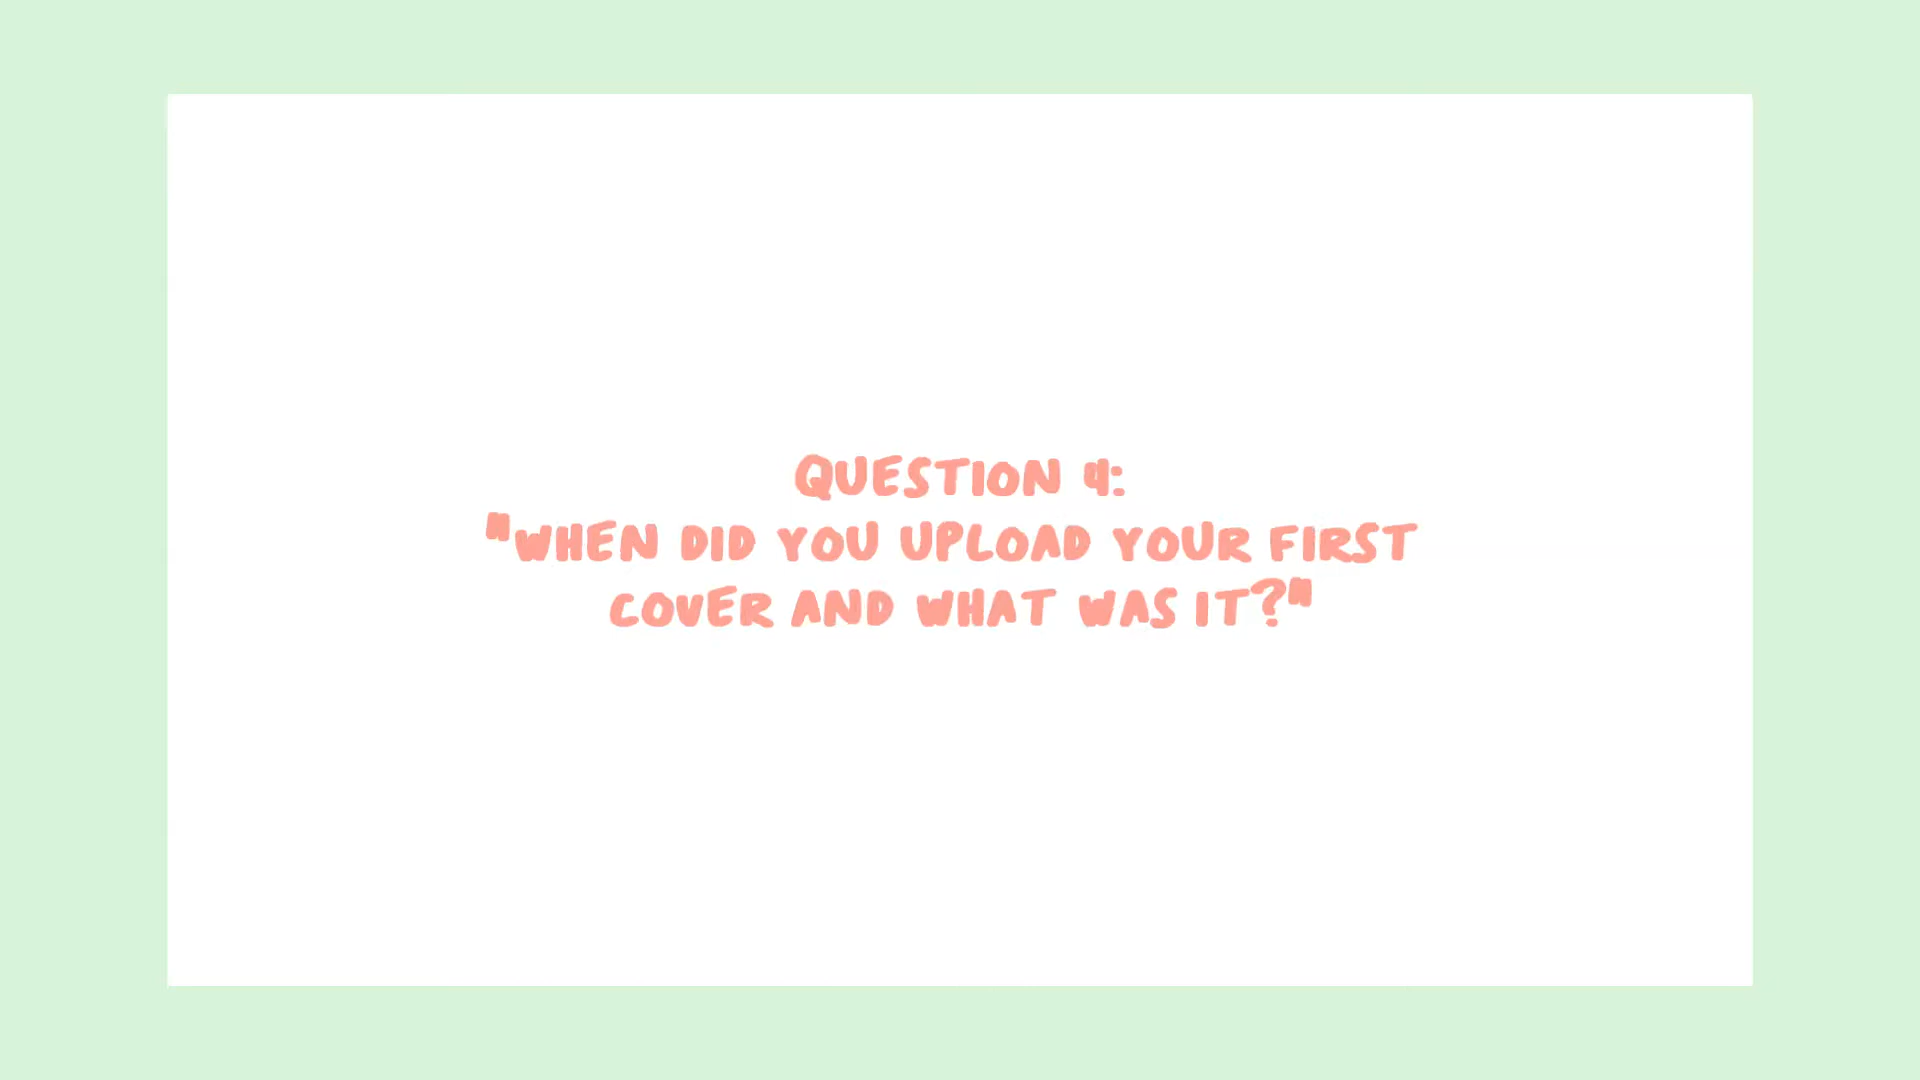 QUESTION 4:
"WHEN DID YOU UPLOAD YOUR FIRST
COVER AND WHAT WAS IT?"